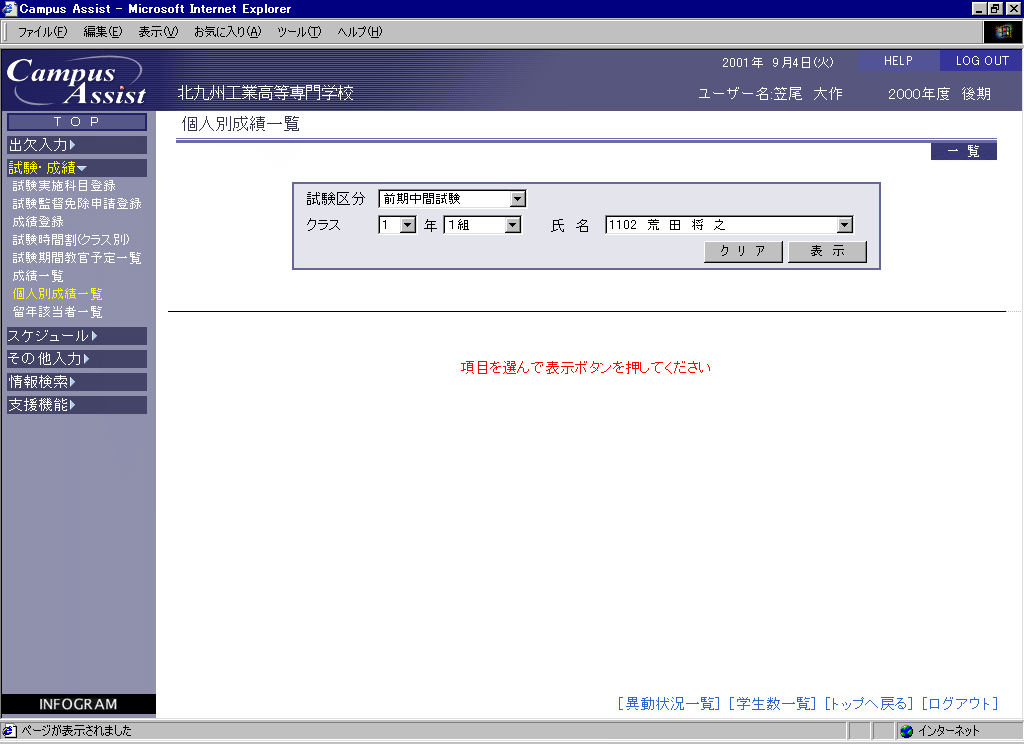 Campus Assist - Microsoft Internet Explorer
ファイル(F) 編集(E) 表示(V) お気に入り(A) ツール(T) ヘルプ(H)
Campus Assist
2001年 9月4日(火) HELP LOG OUT
北九州工業高等専門学校 ユーザー名:笠尾 大作 2000年度 後期
TOP
出欠入力
試験・成績
試験実施科目登録
試験監督免除申請登録
成績登録
試験時間割(クラス別)
試験期間教官予定一覧
成績一覧
個人別成績一覧
留年該当者一覧
スケジュール
その他入力
情報検索
支援機能
INFOGRAM
個人別成績一覧
一 覧
試験区分 前期中間試験
クラス 1 年 1組 氏 名 1102 荒 田 将 之
ク リ ア 表 示
項目を選んで表示ボタンを押してください
[異動状況一覧] [学生数一覧] [トップへ戻る] [ログアウト]
ページが表示されました インターネット